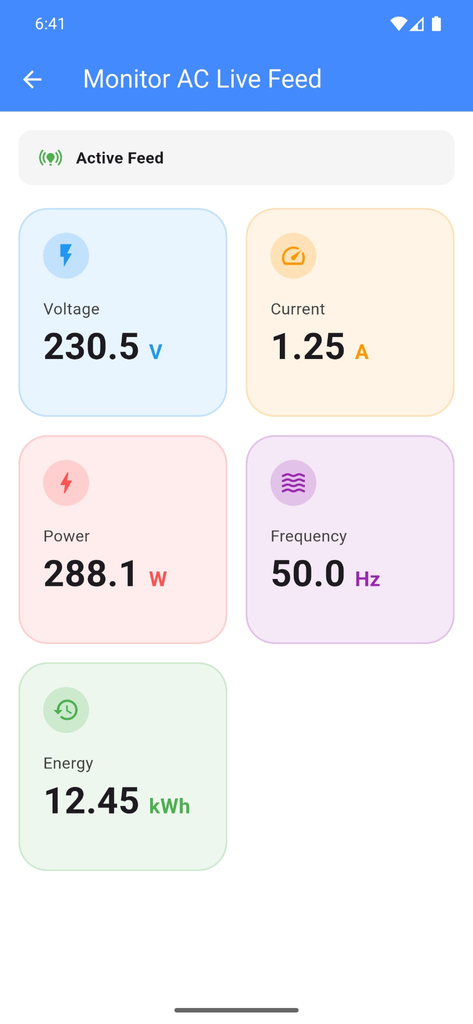 6:41
Monitor AC Live Feed
Active Feed
Voltage
230.5 V
Current
1.25 A
Power
288.1 W
Frequency
50.0 Hz
Energy
12.45 kWh